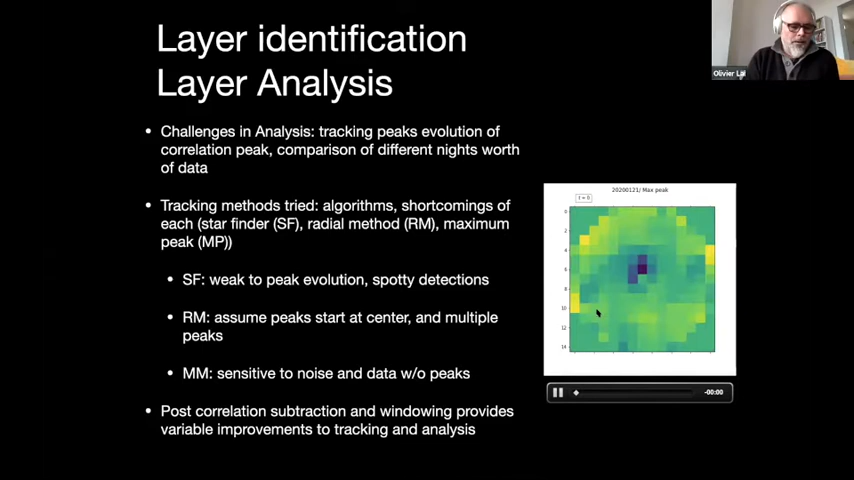 Layer identification
Layer Analysis
• Challenges in Analysis: tracking peaks evolution of
correlation peak, comparison of different nights worth
of data
• Tracking methods tried: algorithms, shortcomings of
each (star finder (SF), radial method (RM), maximum
peak (MP))
• SF: weak to peak evolution, spotty detections
• RM: assume peaks start at center, and multiple
peaks
• MM: sensitive to noise and data w/o peaks
• Post correlation subtraction and windowing provides
variable improvements to tracking and analysis
Olivier Lai
20200121/ Max peak
t = 0
0
2
4
6
8
10
12
14
-00:00